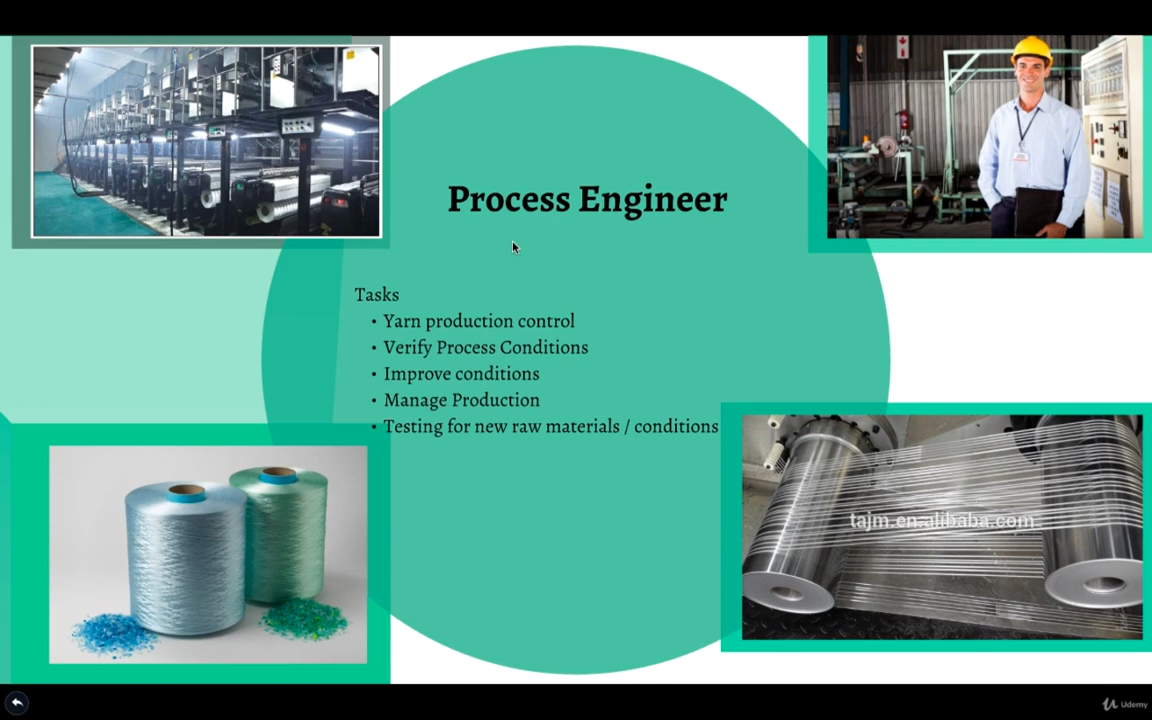 Process Engineer
Tasks
• Yarn production control
• Verify Process Conditions
• Improve conditions
• Manage Production
• Testing for new raw materials / conditions
tajm.en.alibaba.com
Udemy